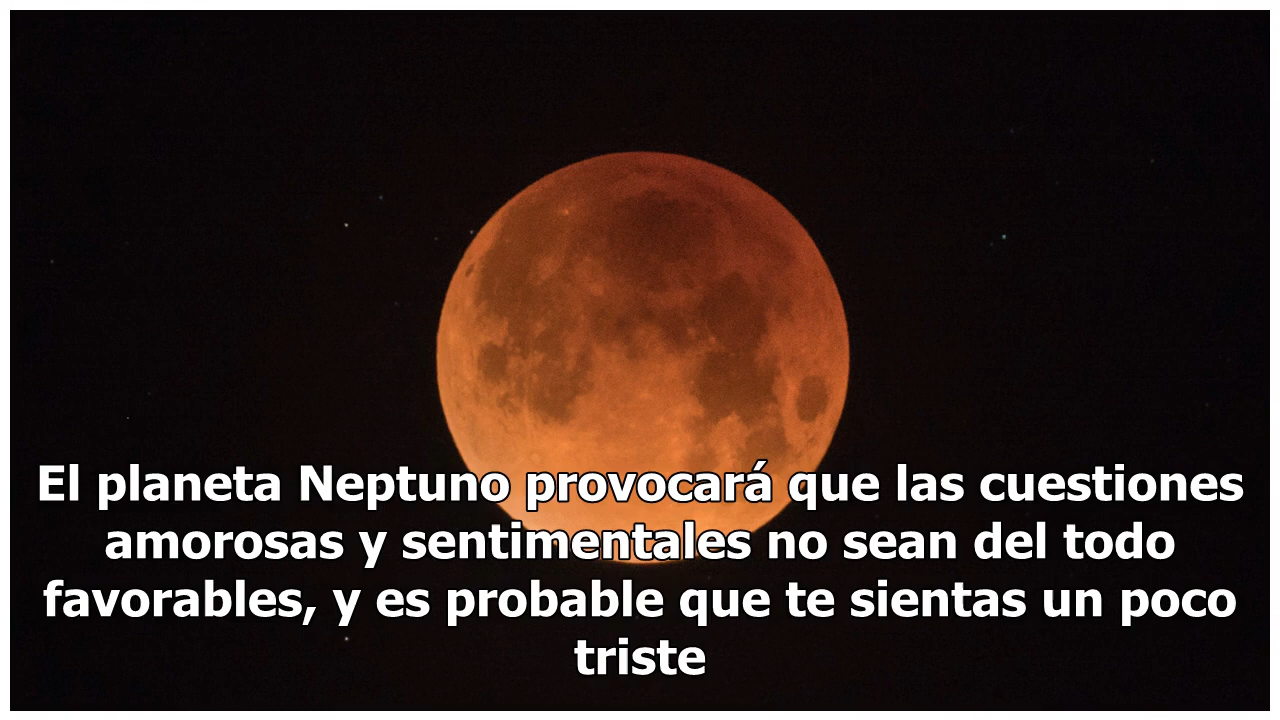 El planeta Neptuno provocará que las cuestiones
amorosas y sentimentales no sean del todo
favorables, y es probable que te sientas un poco
triste